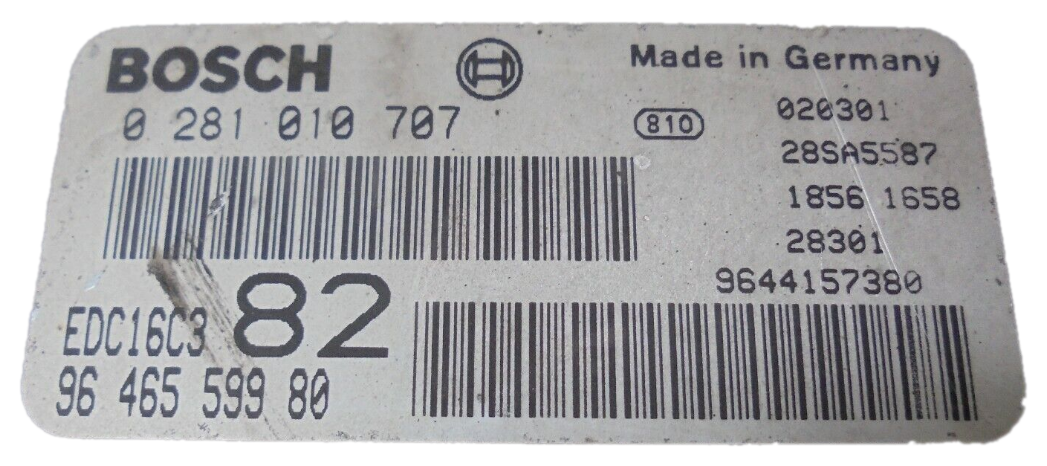 BOSCH
Made in Germany
0 281 010 707
810
020301
28SA5587
1856 1658
28301
9644157380
EDC16C3
82
96 465 599 80